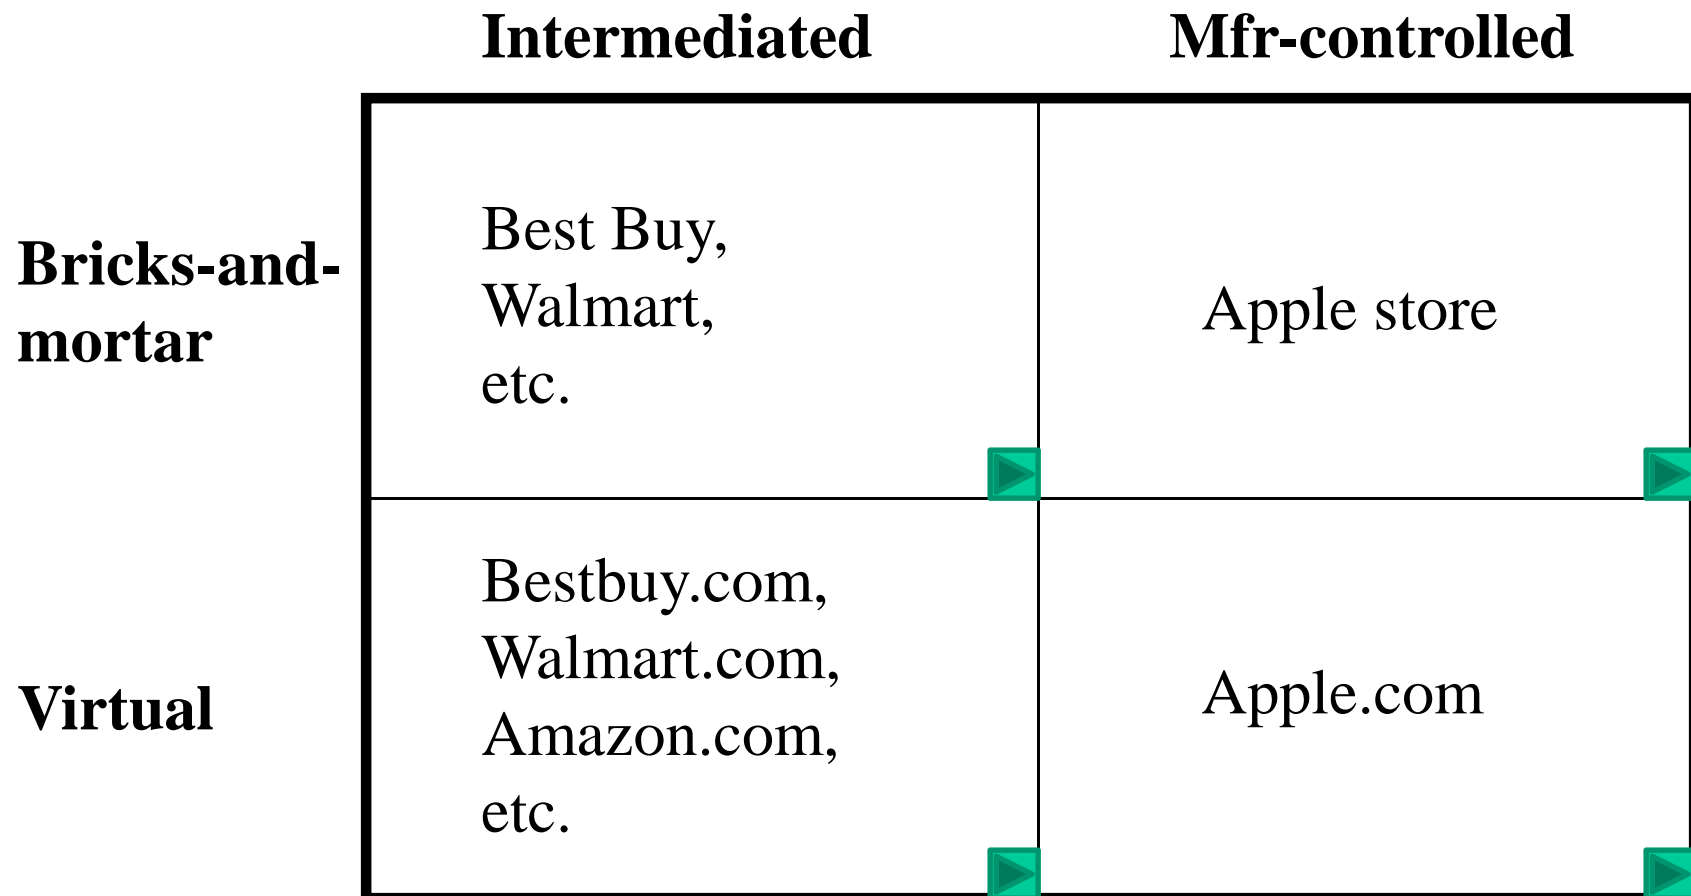 Intermediated Mfr-controlled
Bricks-and-
mortar
Best Buy,
Walmart,
etc.
Apple store
Virtual
Bestbuy.com,
Walmart.com,
Amazon.com,
etc.
Apple.com